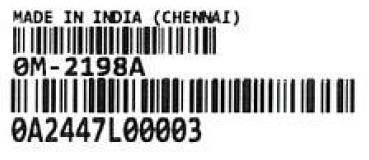 MADE IN INDIA (CHENNAI)
0M-2198A
0A2447L00003